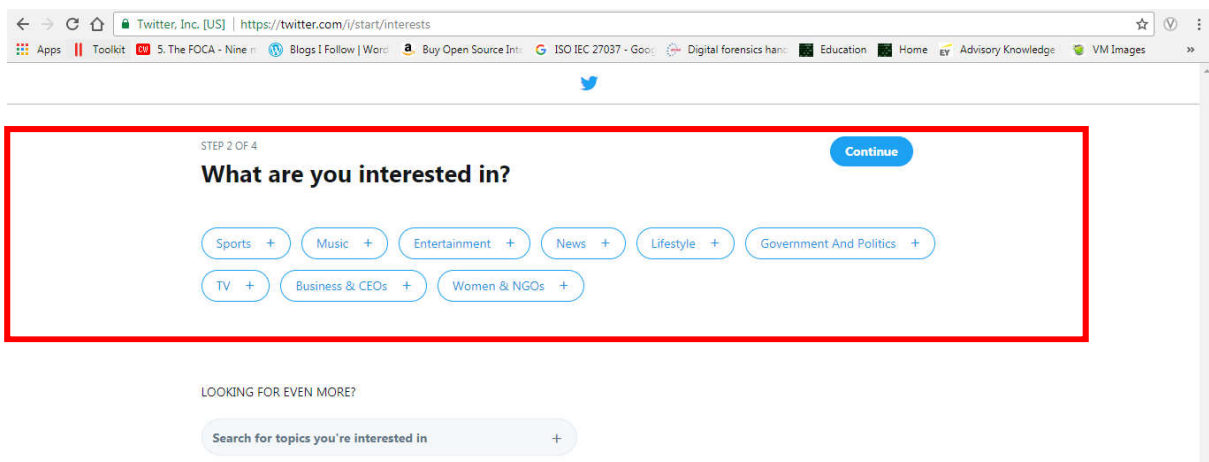 Twitter, Inc. [US] | https://twitter.com/i/start/interests
Apps Toolkit CW 5. The FOCA - Nine Blogs I Follow | Word a Buy Open Source Int G ISO IEC 27037 - Goo Digital forensics hand Education Home EY Advisory Knowledge VM Images »
STEP 2 OF 4
Continue
What are you interested in?
Sports + Music + Entertainment + News + Lifestyle + Government And Politics +
TV + Business & CEOs + Women & NGOs +
LOOKING FOR EVEN MORE?
Search for topics you're interested in +